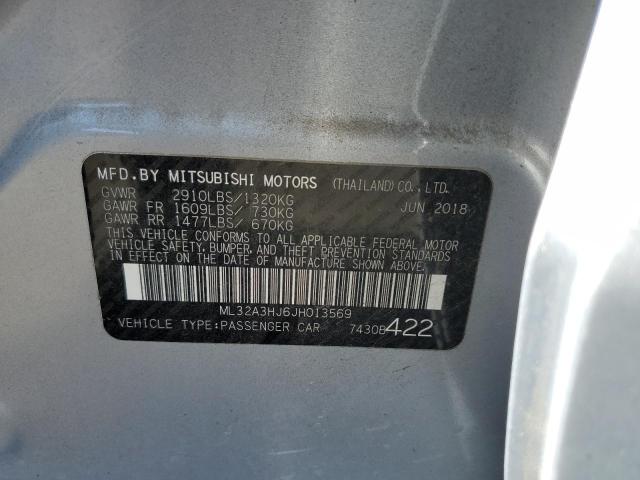 MFD.BY MITSUBISHI MOTORS (THAILAND) CO., LTD.
GVWR 2910LBS/1320KG JUN 2018
GAWR FR 1609LBS/ 730KG
GAWR RR 1477LBS/ 670KG
THIS VEHICLE CONFORMS TO ALL APPLICABLE FEDERAL MOTOR
VEHICLE SAFETY, BUMPER, AND THEFT PREVENTION STANDARDS
IN EFFECT ON THE DATE OF MANUFACTURE SHOWN ABOVE.
ML32A3HJ6JH013569
VEHICLE TYPE:PASSENGER CAR 7430B422